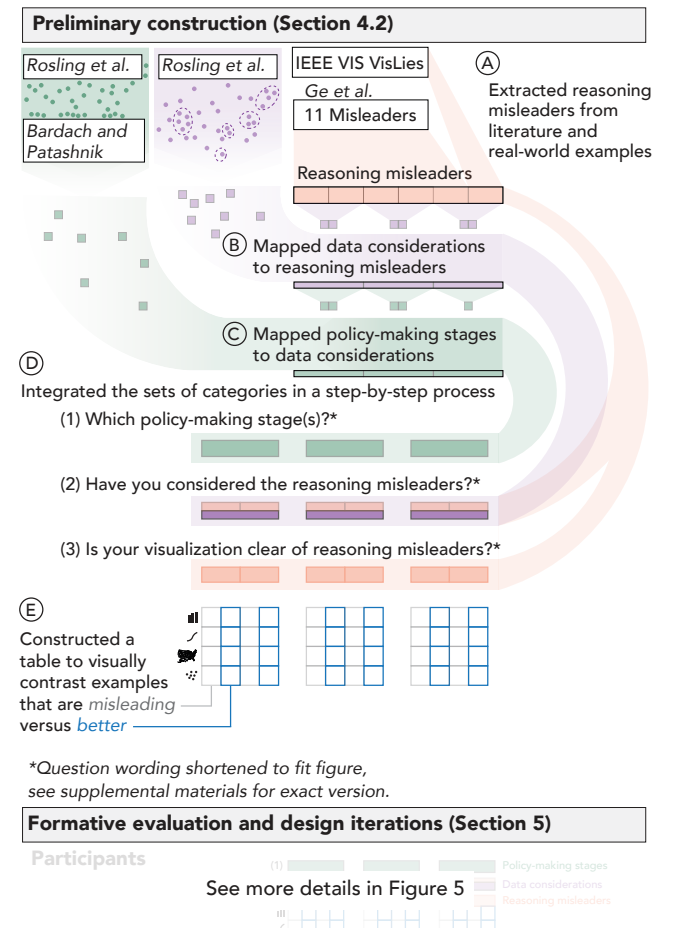 Preliminary construction (Section 4.2)
Rosling et al.
Bardach and
Patashnik
Rosling et al.
IEEE VIS VisLies
Ge et al.
11 Misleaders
A
Extracted reasoning
misleaders from
literature and
real-world examples
Reasoning misleaders
B Mapped data considerations
to reasoning misleaders
C Mapped policy-making stages
to data considerations
D
Integrated the sets of categories in a step-by-step process
(1) Which policy-making stage(s)?*
(2) Have you considered the reasoning misleaders?*
(3) Is your visualization clear of reasoning misleaders?*
E
Constructed a
table to visually
contrast examples
that are misleading
versus better
*Question wording shortened to fit figure,
see supplemental materials for exact version.
Formative evaluation and design iterations (Section 5)
Participants
(1)
Policy-making stages
See more details in Figure 5
Data considerations
Reasoning misleaders